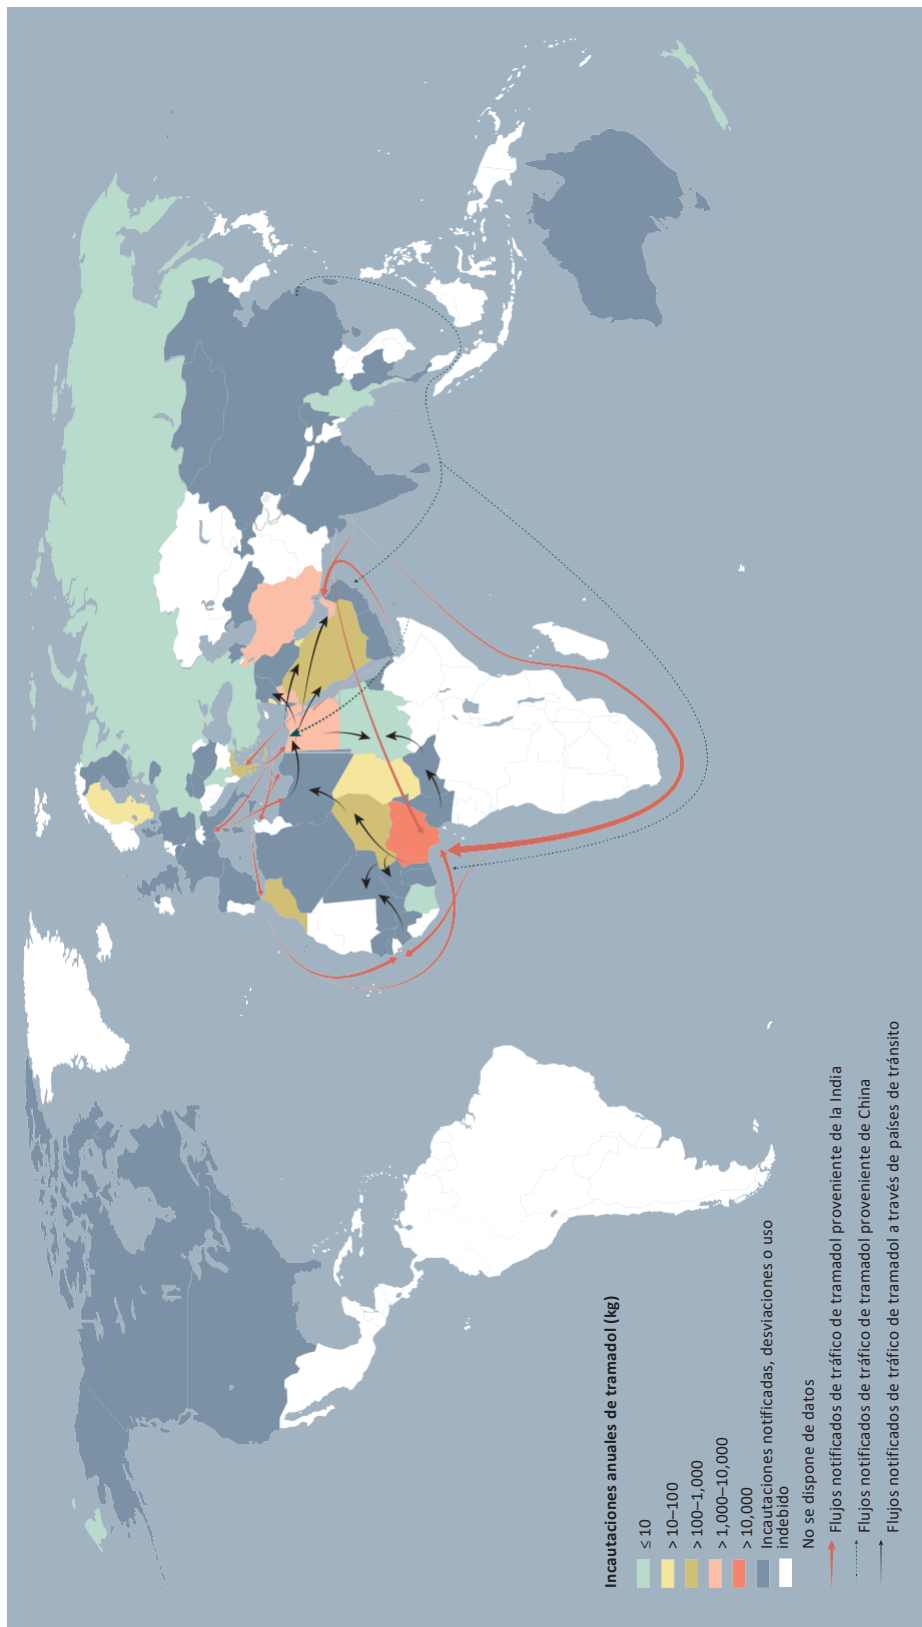 Incautaciones anuales de tramadol (kg)
≤ 10
> 10–100
> 100–1,000
> 1,000–10,000
> 10,000
Incautaciones notificadas, desviaciones o uso
indebido
No se dispone de datos
Flujos notificados de tráfico de tramadol proveniente de la India
Flujos notificados de tráfico de tramadol proveniente de China
Flujos notificados de tráfico de tramadol a través de países de tránsito